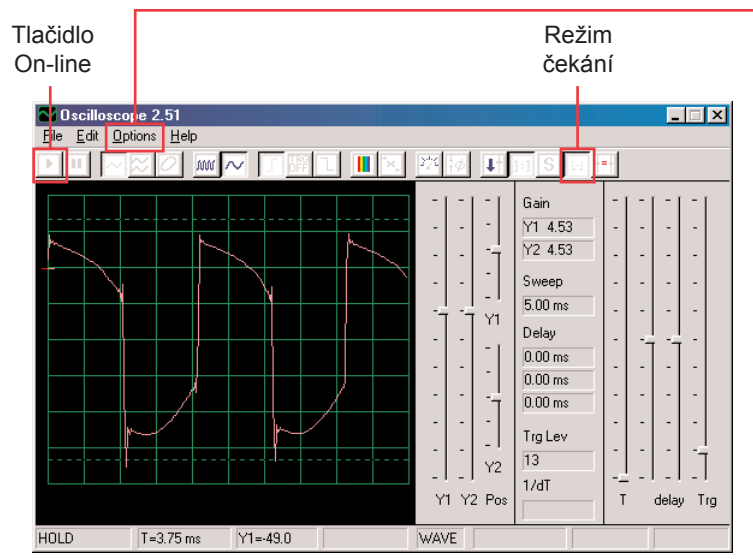 Tlačidlo
On-line
Režim
čekání
Oscilloscope 2.51
File Edit Options Help
TRG
OFF
S
Gain
Y1 4.53
Y2 4.53
Sweep
5.00 ms
Y1
Delay
0.00 ms
0.00 ms
0.00 ms
Trg Lev
13
Y2
1/dT
Y1 Y2 Pos
T delay Trg
HOLD T=3.75 ms Y1=-49.0 WAVE